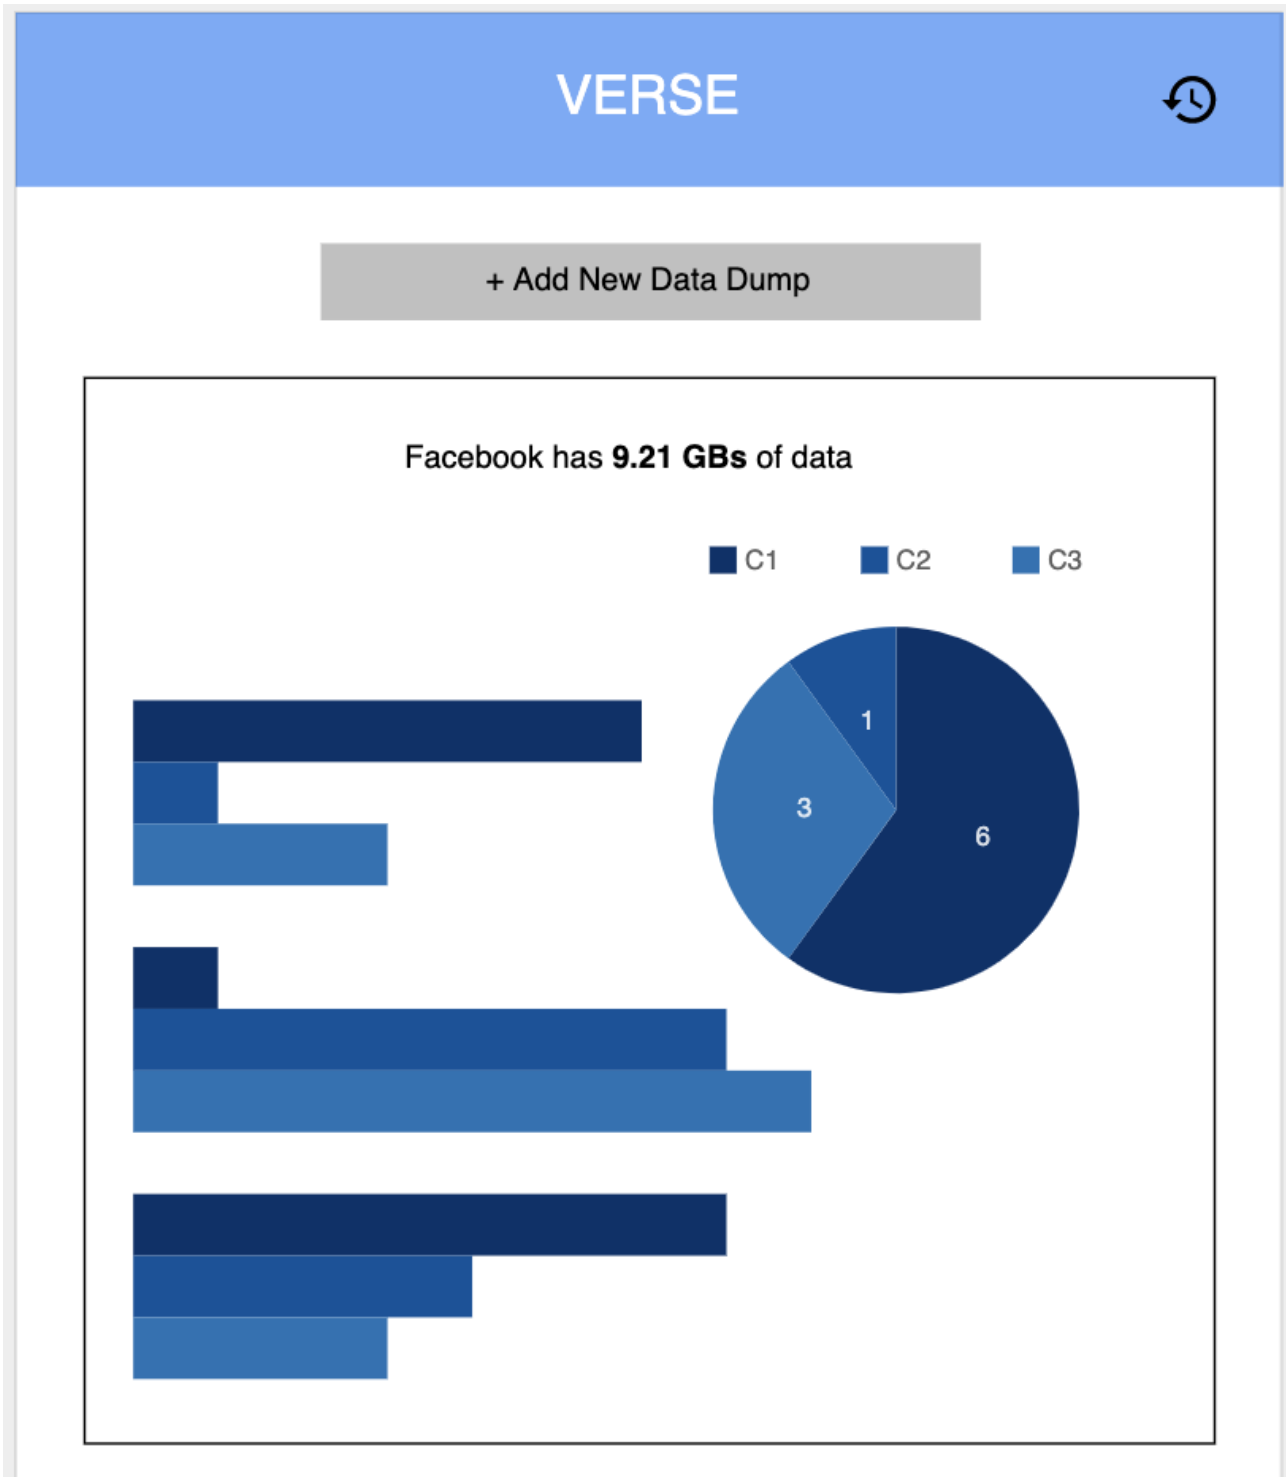 VERSE
+ Add New Data Dump
Facebook has 9.21 GBs of data
C1 C2 C3
1
3
6